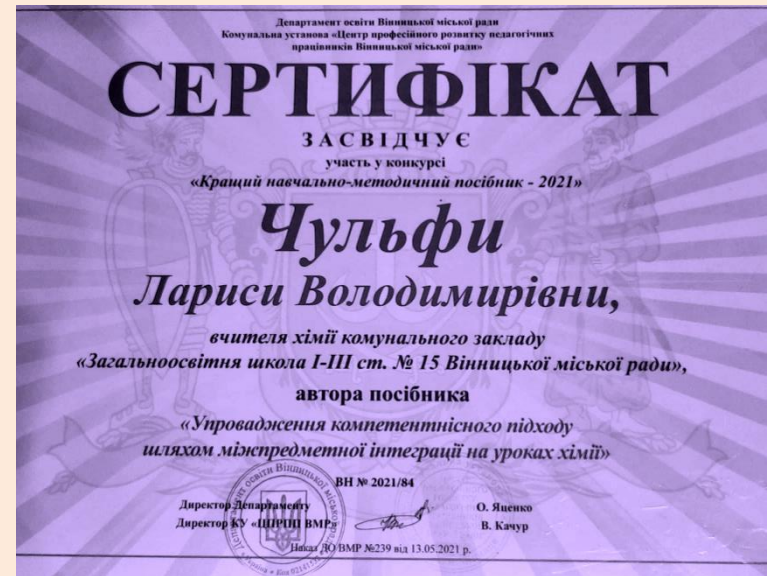 Департамент освіти Вінницької міської ради
Комунальна установа «Центр професійного розвитку педагогічних
працівників Вінницької міської ради»
СЕРТИФІКАТ
ЗАСВІДЧУЄ
участь у конкурсі
«Кращий навчально-методичний посібник - 2021»
Чульфи
Лариси Володимирівни,
вчителя хімії комунального закладу
«Загальноосвітня школа І-ІІІ ст. № 15 Вінницької міської ради»,
автора посібника
«Упровадження компетентнісного підходу
шляхом міжпредметної інтеграції на уроках хімії»
ВН № 2021/84
Директор Департаменту О. Яценко
Директор КУ «ЦПРПП ВМР» В. Качур
Наказ ДО ВМР №239 від 13.05.2021 р.